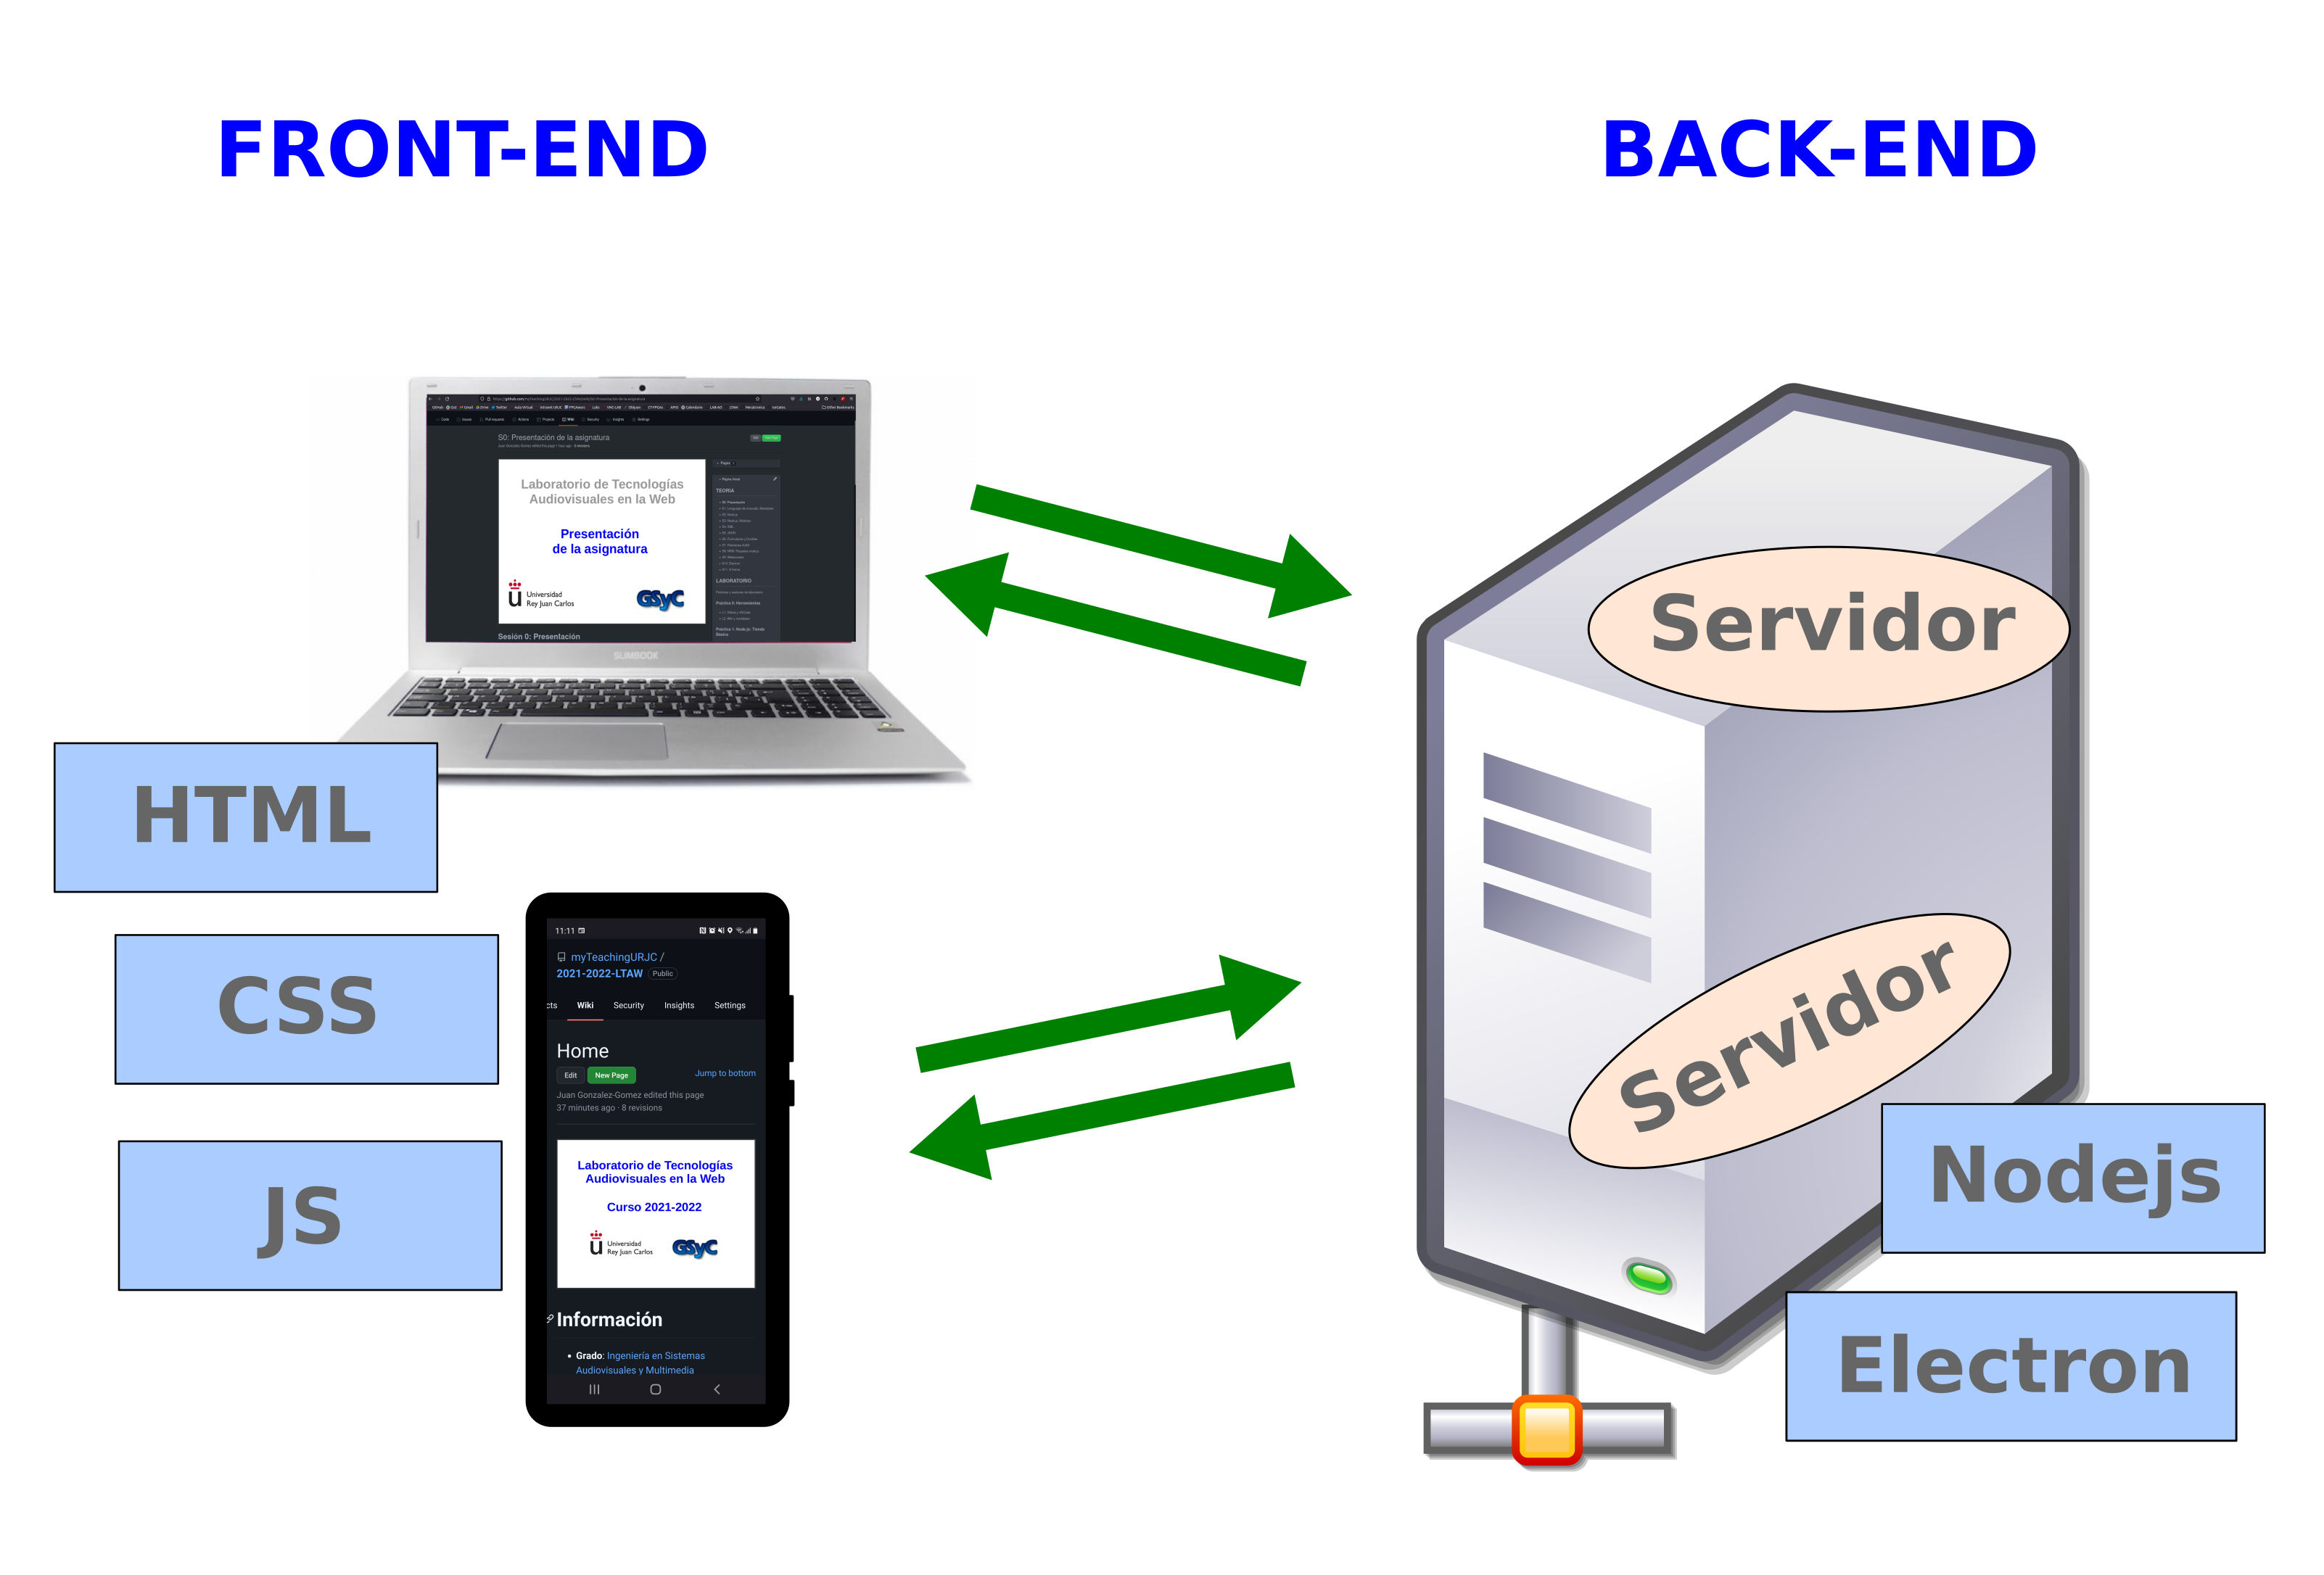 FRONT-END
BACK-END
S0: Presentación de la asignatura
Laboratorio de Tecnologías
Audiovisuales en la Web
Presentación
de la asignatura
Universidad
Rey Juan Carlos
GSyC
Sesión 0: Presentación
TEORIA
LABORATORIO
SLIMBOOK
Servidor
Servidor
HTML
CSS
JS
11:11
myTeachingURJC /
2021-2022-LTAW Public
cts Wiki Security Insights Settings
Home
Edit New Page Jump to bottom
Juan Gonzalez-Gomez edited this page
37 minutes ago · 8 revisions
Laboratorio de Tecnologías
Audiovisuales en la Web
Curso 2021-2022
Universidad
Rey Juan Carlos
GSyC
Información
Grado: Ingeniería en Sistemas
Audiovisuales y Multimedia
Nodejs
Electron